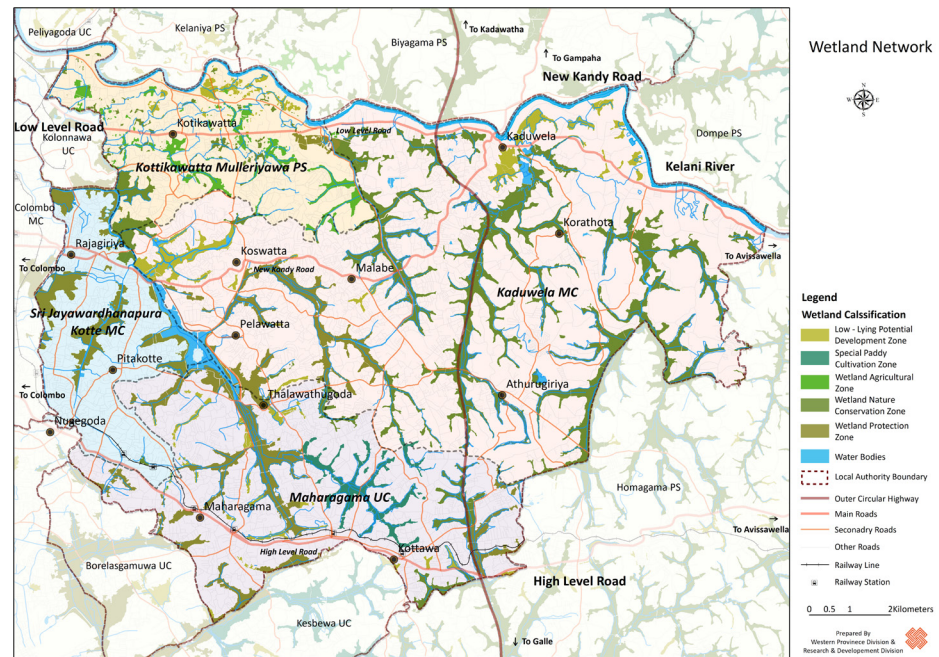 Peliyagoda UC
Kelaniya PS
Biyagama PS
To Kadawatha
To Gampaha
New Kandy Road
Wetland Network
N
W
E
S
Low Level Road
Kolonnawa
UC
Kotikawatta
Low Level Road
Kaduwela
Dompe PS
Kottikawatta Mulleriyawa PS
Kelani River
Colombo
MC
Rajagiriya
Koswatta
New Kandy Road
Malabe
Korathota
To Avissawella
To Colombo
Kaduwela MC
Sri Jayawardhanapura
Kotte MC
Pelawatta
Pitakotte
To Colombo
Thalawathugoda
Athurugiriya
Nugegoda
Homagama PS
Maharagama UC
Maharagama
To Avissawella
High Level Road
Kottawa
Borelasgamuwa UC
High Level Road
Kesbewa UC
To Galle
Legend
Wetland Calssification
Low - Lying Potential
Development Zone
Special Paddy
Cultivation Zone
Wetland Agricultural
Zone
Wetland Nature
Conservation Zone
Wetland Protection
Zone
Water Bodies
Local Authority Boundary
Outer Circular Highway
Main Roads
Seconadry Roads
Other Roads
Railway Line
Railway Station
0 0.5 1 2Kilometers
Prepared By
Western Provinece Division &
Research & Developement Division